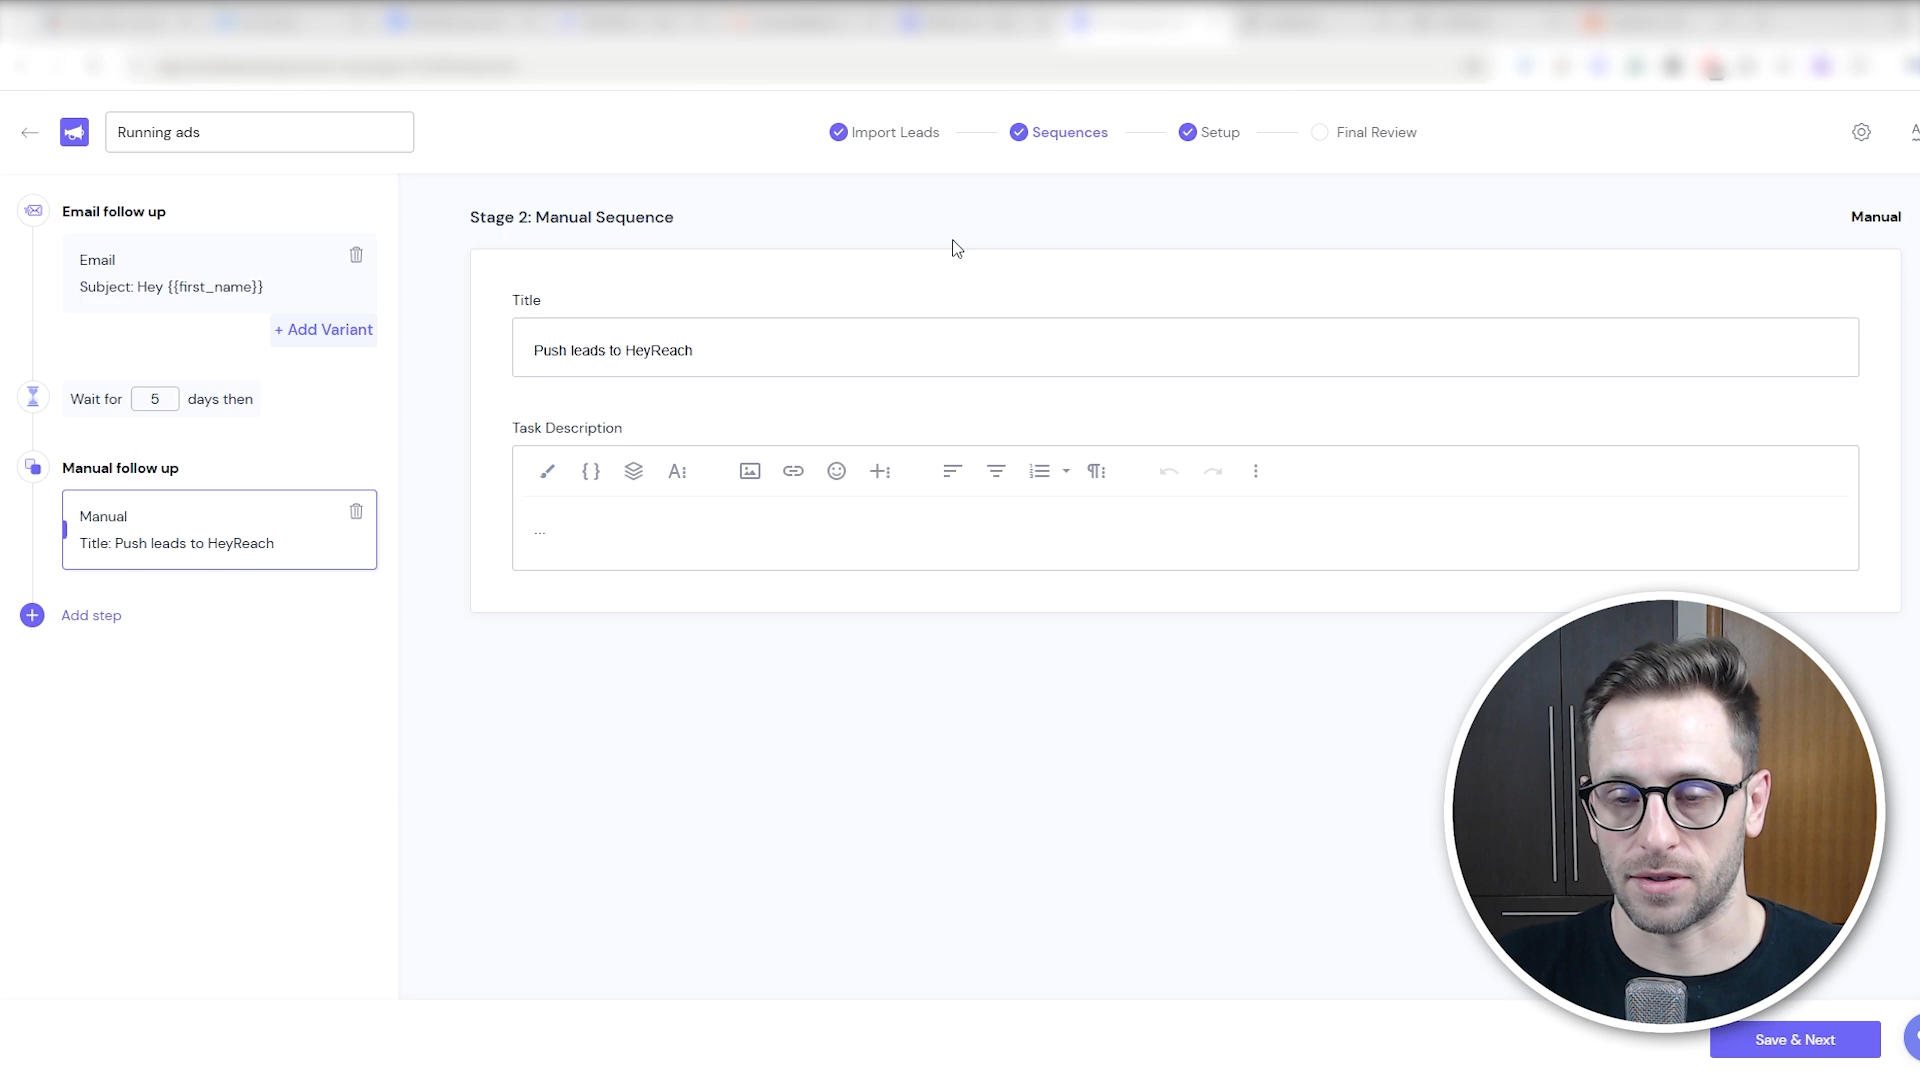 Running ads
Import Leads
Sequences
Setup
Final Review
Email follow up
Email
Subject: Hey {{first_name}}
+ Add Variant
Wait for 5 days then
Manual follow up
Manual
Title: Push leads to HeyReach
Add step
Stage 2: Manual Sequence
Manual
Title
Push leads to HeyReach
Task Description
...
Save & Next